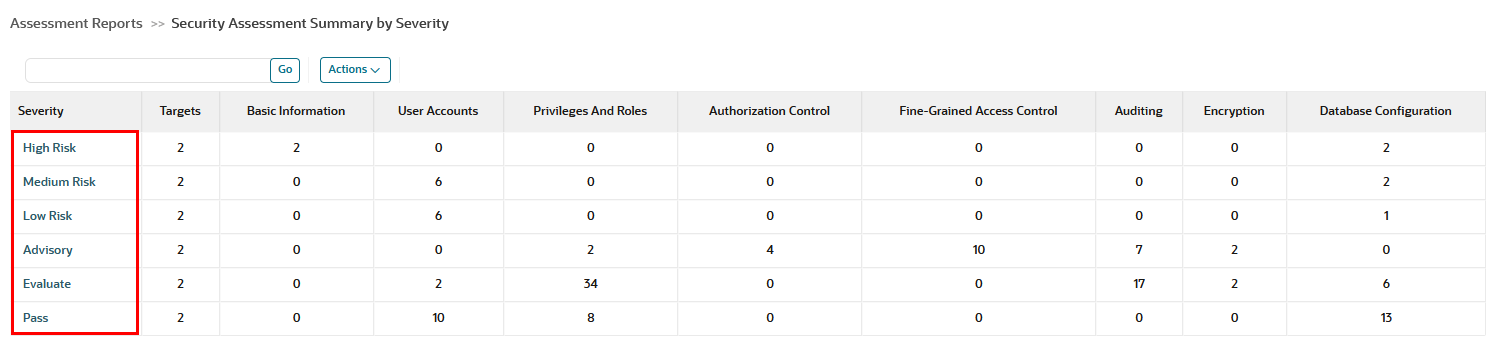 Assessment Reports >> Security Assessment Summary by Severity
Go Actions
Severity Targets Basic Information User Accounts Privileges And Roles Authorization Control Fine-Grained Access Control Auditing Encryption Database Configuration
High Risk 2 2 0 0 0 0 0 0 2
Medium Risk 2 0 6 0 0 0 0 0 2
Low Risk 2 0 6 0 0 0 0 0 1
Advisory 2 0 0 2 4 10 7 2 0
Evaluate 2 0 2 34 0 0 17 2 6
Pass 2 0 10 8 0 0 0 0 13